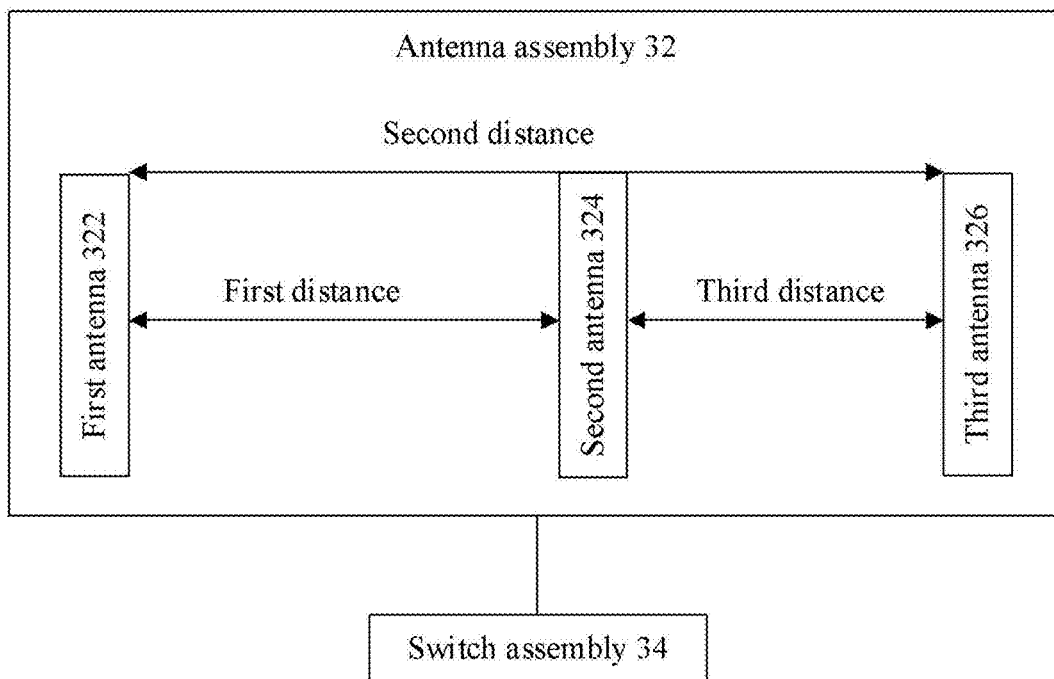 Antenna assembly 32
Second distance
First antenna 322
First distance
Second antenna 324
Third distance
Third antenna 326
Switch assembly 34